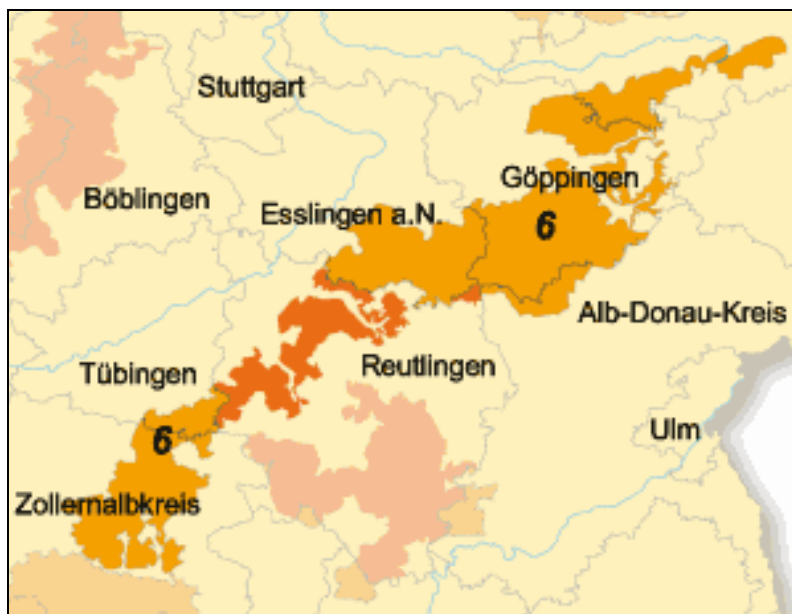 Stuttgart
Göppingen
Böblingen
Esslingen a.N.
6
Alb-Donau-Kreis
Tübingen
Reutlingen
Ulm
6
Zollernalbkreis